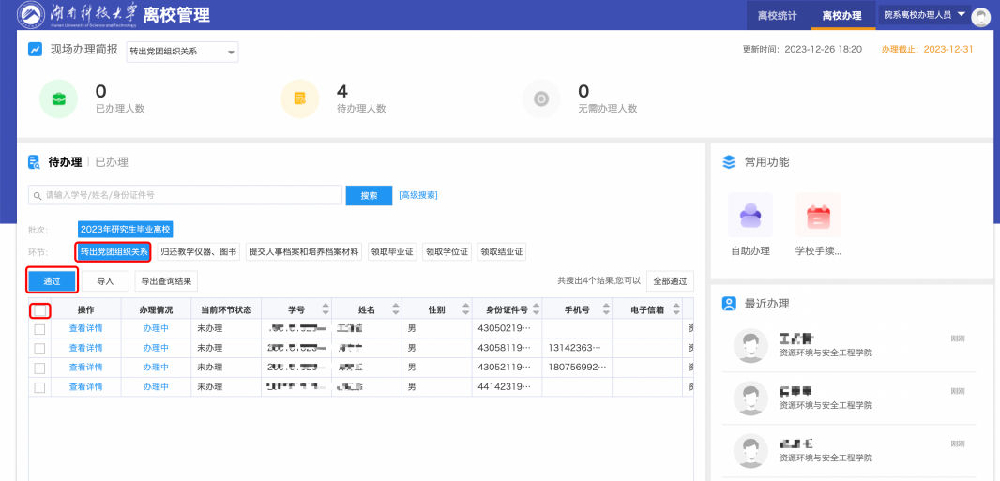 湖南科技大学 离校管理
Hunan University of Science and Technology
离校统计 离校办理 院系离校办理人员
现场办理简报 转出党团组织关系 更新时间：2023-12-26 18:20 办理截止：2023-12-31
0 4 0
已办理人数 待办理人数 无需办理人数
待办理 | 已办理
请输入学号/姓名/身份证件号 搜索 [高级搜索]
批次： 2023年研究生毕业离校
环节： 转出党团组织关系 归还教学仪器、图书 提交人事档案和培养档案材料 领取毕业证 领取学位证 领取结业证
通过 导入 导出查询结果 共搜出4个结果,您可以 全部通过
操作 办理情况 当前环节状态 学号 姓名 性别 身份证件号 手机号 电子信箱
查看详情 办理中 未办理 男 43050219···
查看详情 办理中 未办理 男 43058119··· 13142363···
查看详情 办理中 未办理 男 43052119··· 180756992···
查看详情 办理中 未办理 男 44142319···
常用功能
自助办理 学校手续...
最近办理
刚刚
资源环境与安全工程学院
刚刚
资源环境与安全工程学院
刚刚
资源环境与安全工程学院